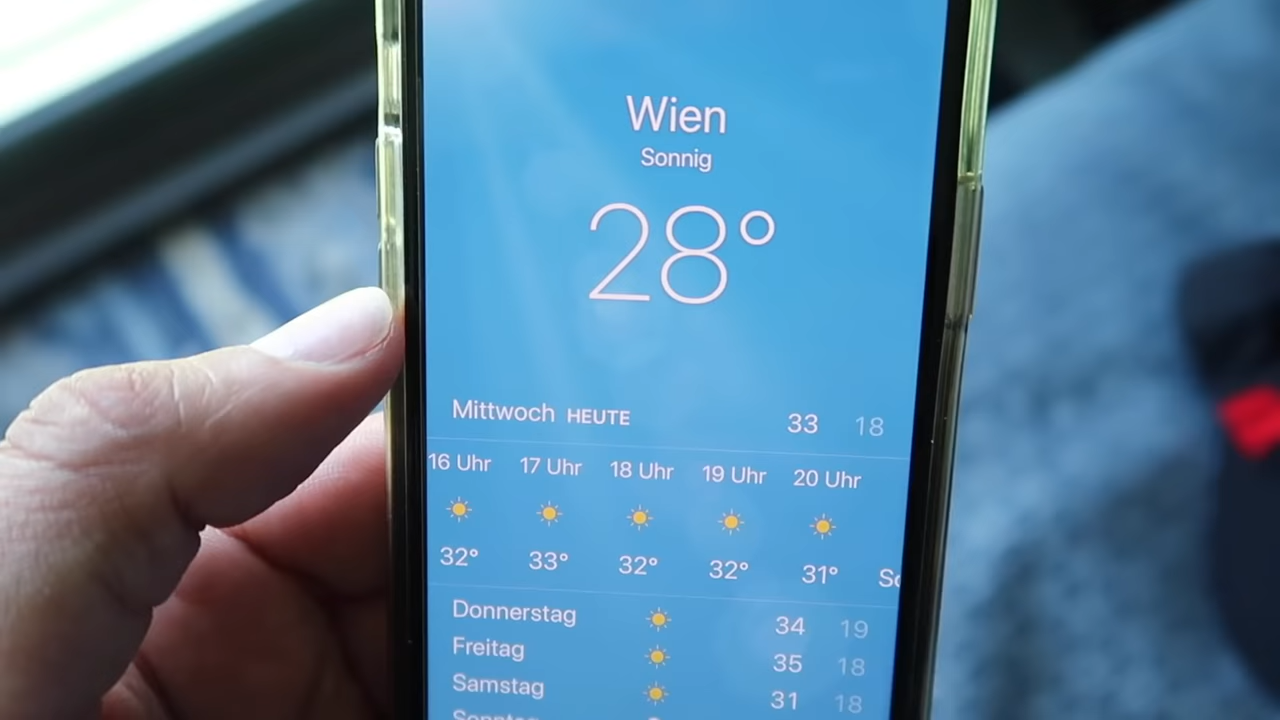 Wien
Sonnig
28°
Mittwoch HEUTE 33 18
16 Uhr 17 Uhr 18 Uhr 19 Uhr 20 Uhr
32° 33° 32° 32° 31°
Donnerstag 34 19
Freitag 35 18
Samstag 31 18